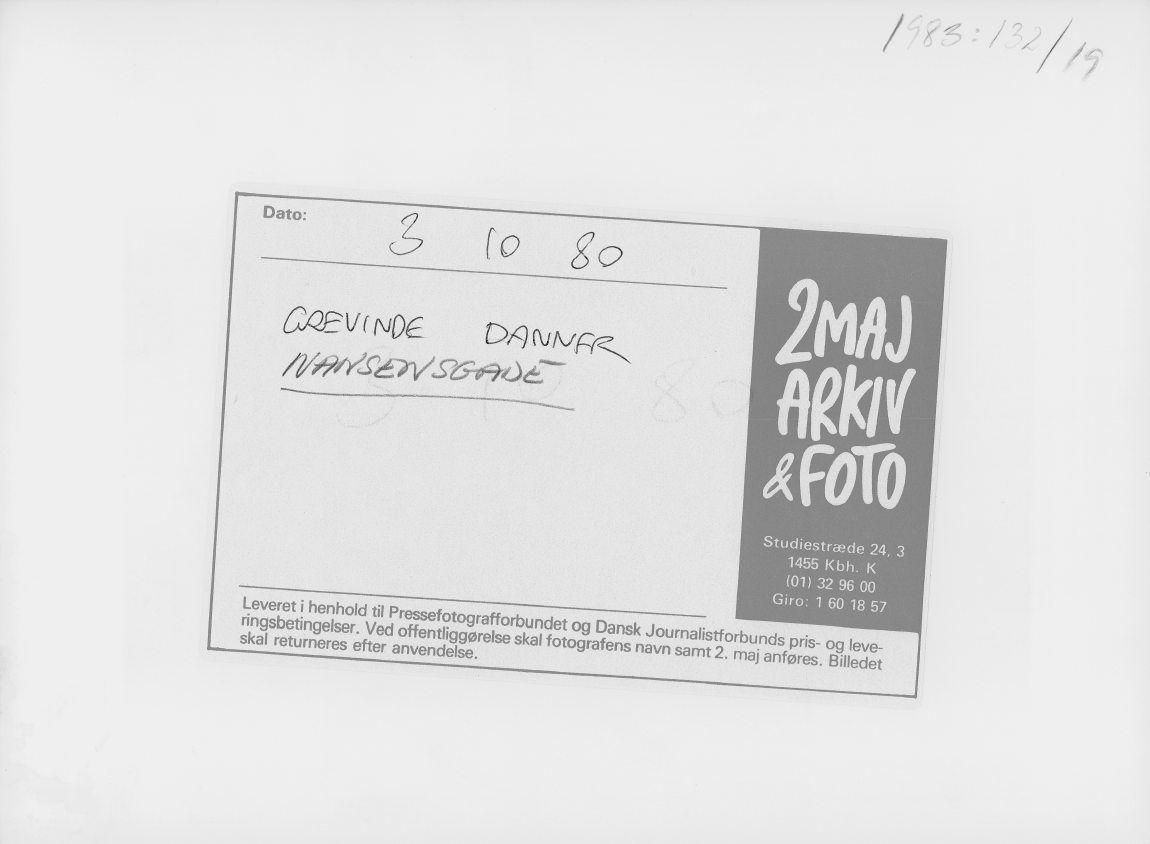 1983:132/19
Dato: 3 10 80
GREVINDE DANNER
NANSENSGADE
2 MAJ
ARKIV
& FOTO
Studiestræde 24, 3
1455 Kbh. K
(01) 32 96 00
Giro: 1 60 18 57
Leveret i henhold til Pressefotografforbundet og Dansk Journalistforbunds pris- og leve-
ringsbetingelser. Ved offentliggørelse skal fotografens navn samt 2. maj anføres. Billedet
skal returneres efter anvendelse.